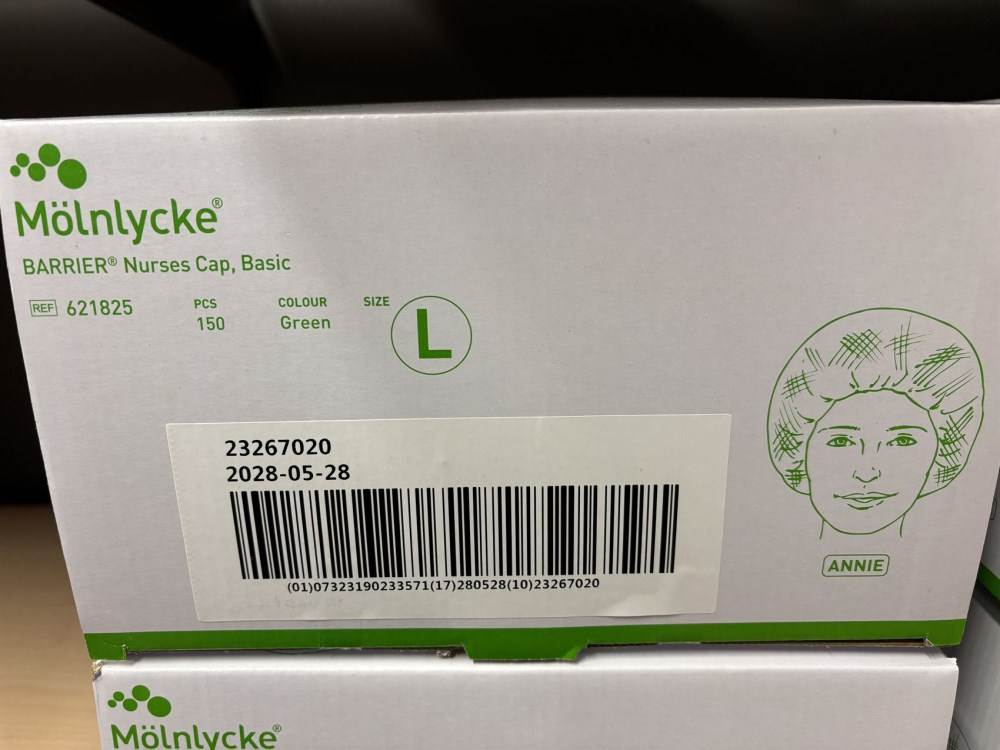 Mölnlycke®
BARRIER® Nurses Cap, Basic
REF 621825
PCS
150
COLOUR
Green
SIZE
L
23267020
2028-05-28
(01)07323190233571(17)280528(10)23267020
ANNIE
Mölnlycke®